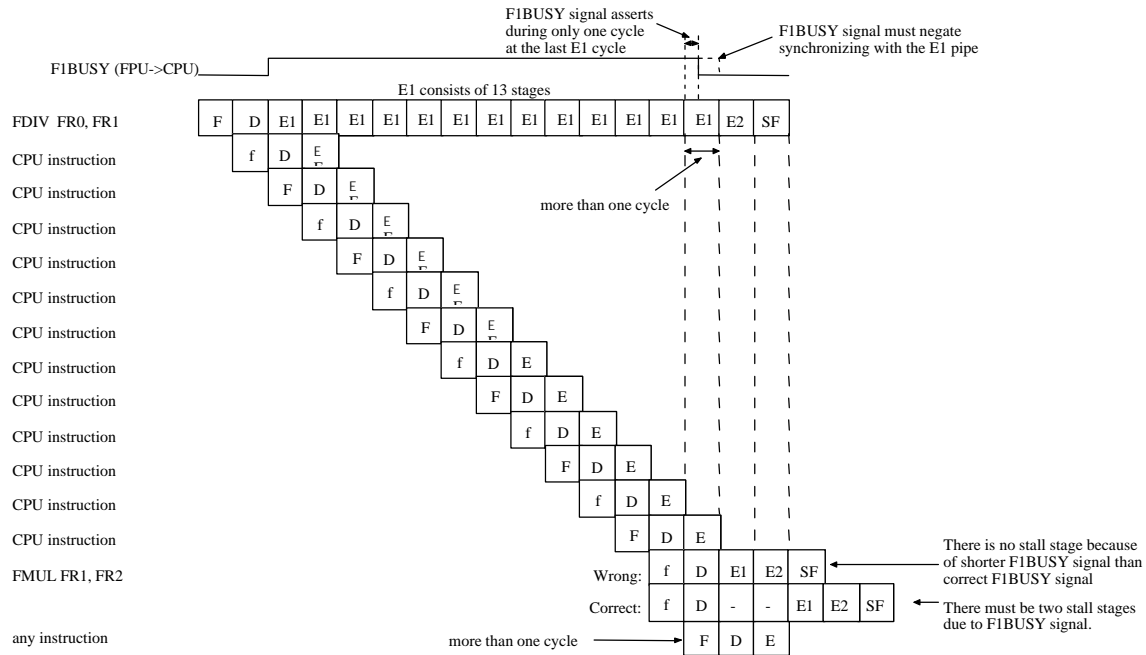 F1BUSY signal asserts
during only one cycle
at the last E1 cycle
F1BUSY signal must negate
synchronizing with the E1 pipe
F1BUSY (FPU->CPU)
E1 consists of 13 stages
FDIV FR0, FR1 F D E1 E1 E1 E1 E1 E1 E1 E1 E1 E1 E1 E1 E1 E2 SF
CPU instruction f D E
CPU instruction F D E
more than one cycle
CPU instruction f D E
CPU instruction F D E
CPU instruction f D E
CPU instruction F D E
CPU instruction f D E
CPU instruction F D E
CPU instruction f D E
CPU instruction F D E
CPU instruction f D E
CPU instruction F D E
FMUL FR1, FR2 Wrong: f D E1 E2 SF
There is no stall stage because
of shorter F1BUSY signal than
correct F1BUSY signal
Correct: f D - - E1 E2 SF
There must be two stall stages
due to F1BUSY signal.
any instruction more than one cycle F D E